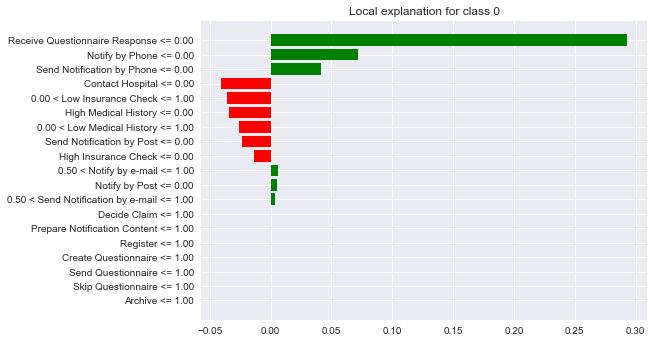 Local explanation for class 0
Receive Questionnaire Response <= 0.00
Notify by Phone <= 0.00
Send Notification by Phone <= 0.00
Contact Hospital <= 0.00
0.00 < Low Insurance Check <= 1.00
High Medical History <= 0.00
0.00 < Low Medical History <= 1.00
Send Notification by Post <= 0.00
High Insurance Check <= 0.00
0.50 < Notify by e-mail <= 1.00
Notify by Post <= 0.00
0.50 < Send Notification by e-mail <= 1.00
Decide Claim <= 1.00
Prepare Notification Content <= 1.00
Register <= 1.00
Create Questionnaire <= 1.00
Send Questionnaire <= 1.00
Skip Questionnaire <= 1.00
Archive <= 1.00
−0.05 0.00 0.05 0.10 0.15 0.20 0.25 0.30